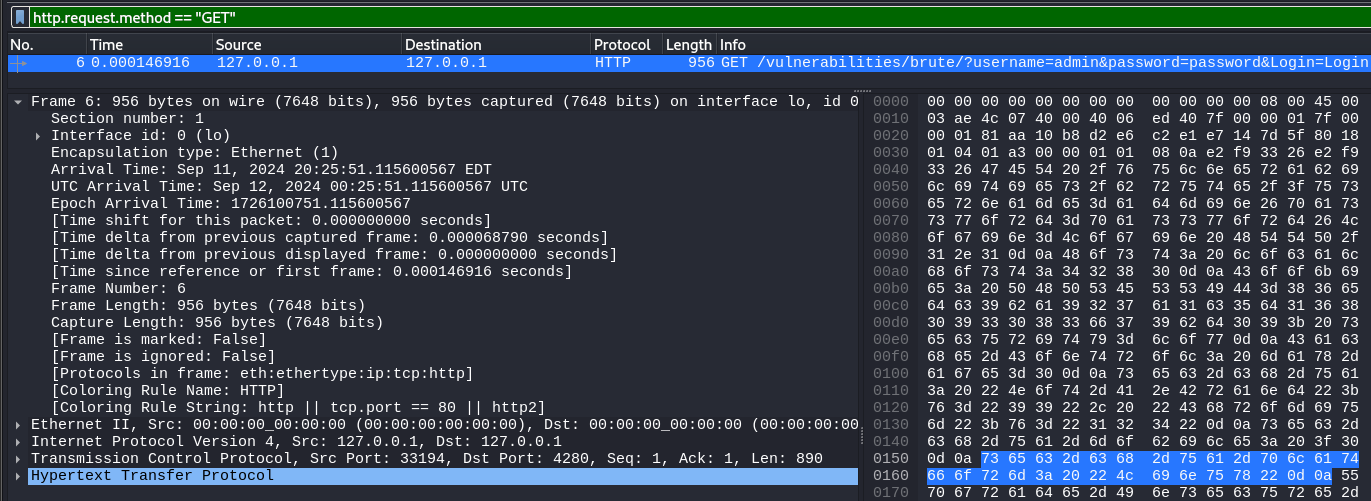 http.request.method == "GET"
No. Time Source Destination Protocol Length Info
6 0.000146916 127.0.0.1 127.0.0.1 HTTP 956 GET /vulnerabilities/brute/?username=admin&password=password&Login=Login
Frame 6: 956 bytes on wire (7648 bits), 956 bytes captured (7648 bits) on interface lo, id 0
Section number: 1
Interface id: 0 (lo)
Encapsulation type: Ethernet (1)
Arrival Time: Sep 11, 2024 20:25:51.115600567 EDT
UTC Arrival Time: Sep 12, 2024 00:25:51.115600567 UTC
Epoch Arrival Time: 1726100751.115600567
[Time shift for this packet: 0.000000000 seconds]
[Time delta from previous captured frame: 0.000068790 seconds]
[Time delta from previous displayed frame: 0.000000000 seconds]
[Time since reference or first frame: 0.000146916 seconds]
Frame Number: 6
Frame Length: 956 bytes (7648 bits)
Capture Length: 956 bytes (7648 bits)
[Frame is marked: False]
[Frame is ignored: False]
[Protocols in frame: eth:ethertype:ip:tcp:http]
[Coloring Rule Name: HTTP]
[Coloring Rule String: http || tcp.port == 80 || http2]
Ethernet II, Src: 00:00:00_00:00:00 (00:00:00:00:00:00), Dst: 00:00:00_00:00:00 (00:00:00:00
Internet Protocol Version 4, Src: 127.0.0.1, Dst: 127.0.0.1
Transmission Control Protocol, Src Port: 33194, Dst Port: 4280, Seq: 1, Ack: 1, Len: 890
Hypertext Transfer Protocol
0000 00 00 00 00 00 00 00 00 00 00 00 00 08 00 45 00
0010 03 ae 4c 07 40 00 40 06 ed 40 7f 00 00 01 7f 00
0020 00 01 81 aa 10 b8 d2 e6 c2 e1 e7 14 7d 5f 80 18
0030 01 04 01 a3 00 00 01 01 08 0a e2 f9 33 26 e2 f9
0040 33 26 47 45 54 20 2f 76 75 6c 6e 65 72 61 62 69
0050 6c 69 74 69 65 73 2f 62 72 75 74 65 2f 3f 75 73
0060 65 72 6e 61 6d 65 3d 61 64 6d 69 6e 26 70 61 73
0070 73 77 6f 72 64 3d 70 61 73 73 77 6f 72 64 26 4c
0080 6f 67 69 6e 3d 4c 6f 67 69 6e 20 48 54 54 50 2f
0090 31 2e 31 0d 0a 48 6f 73 74 3a 20 6c 6f 63 61 6c
00a0 68 6f 73 74 3a 34 32 38 30 0d 0a 43 6f 6f 6b 69
00b0 65 3a 20 50 48 50 53 45 53 53 49 44 3d 38 36 65
00c0 64 63 39 62 61 39 32 37 61 31 63 35 64 31 36 38
00d0 30 39 33 30 38 33 66 37 39 62 64 30 39 3b 20 73
00e0 65 63 75 72 69 74 79 3d 6c 6f 77 0d 0a 43 61 63
00f0 68 65 2d 43 6f 6e 74 72 6f 6c 3a 20 6d 61 78 2d
0100 61 67 65 3d 30 0d 0a 73 65 63 2d 63 68 2d 75 61
0110 3a 20 22 4e 6f 74 2d 41 2e 42 72 61 6e 64 22 3b
0120 76 3d 22 39 39 22 2c 20 22 43 68 72 6f 6d 69 75
0130 6d 22 3b 76 3d 22 31 32 34 22 0d 0a 73 65 63 2d
0140 63 68 2d 75 61 2d 6d 6f 62 69 6c 65 3a 20 3f 30
0150 0d 0a 73 65 63 2d 63 68 2d 75 61 2d 70 6c 61 74
0160 66 6f 72 6d 3a 20 22 4c 69 6e 75 78 22 0d 0a 55
0170 70 67 72 61 64 65 2d 49 6e 73 65 63 75 72 65 2d